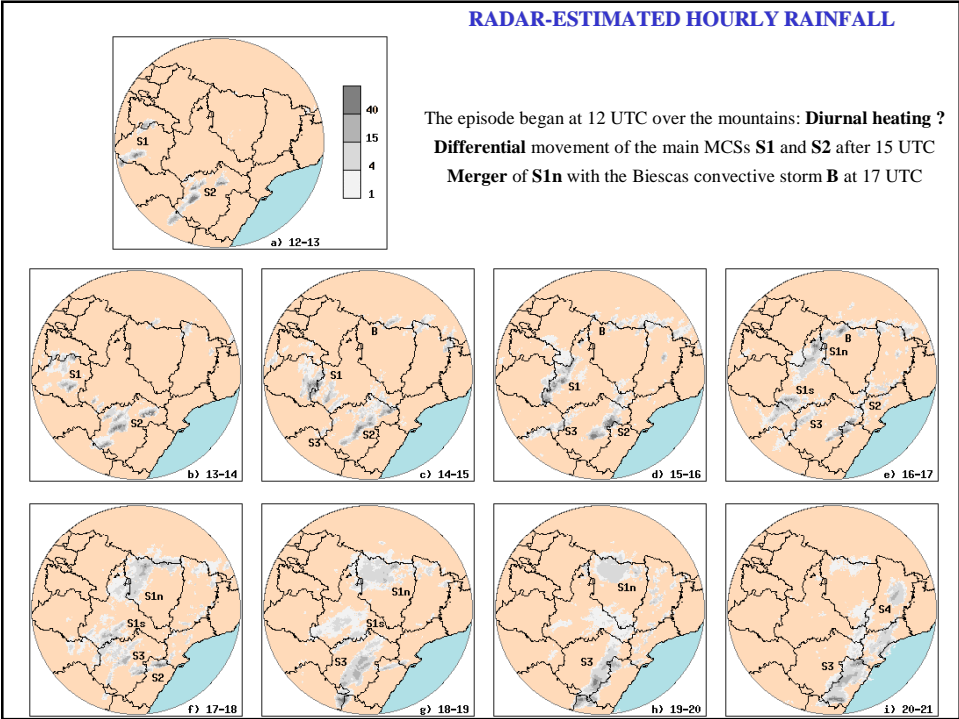 RADAR-ESTIMATED HOURLY RAINFALL
40
15
4
1
S1
S2
a) 12-13
The episode began at 12 UTC over the mountains: Diurnal heating ?
Differential movement of the main MCSs S1 and S2 after 15 UTC
Merger of S1n with the Biescas convective storm B at 17 UTC
S1
S2
b) 13-14
B
S1
S3
S2
c) 14-15
B
S1
S3
S2
d) 15-16
B
S1n
S1s
S2
S3
e) 16-17
S1n
S1s
S3
S2
f) 17-18
S1n
S1s
S3
g) 18-19
S1n
S3
h) 19-20
S4
S3
i) 20-21